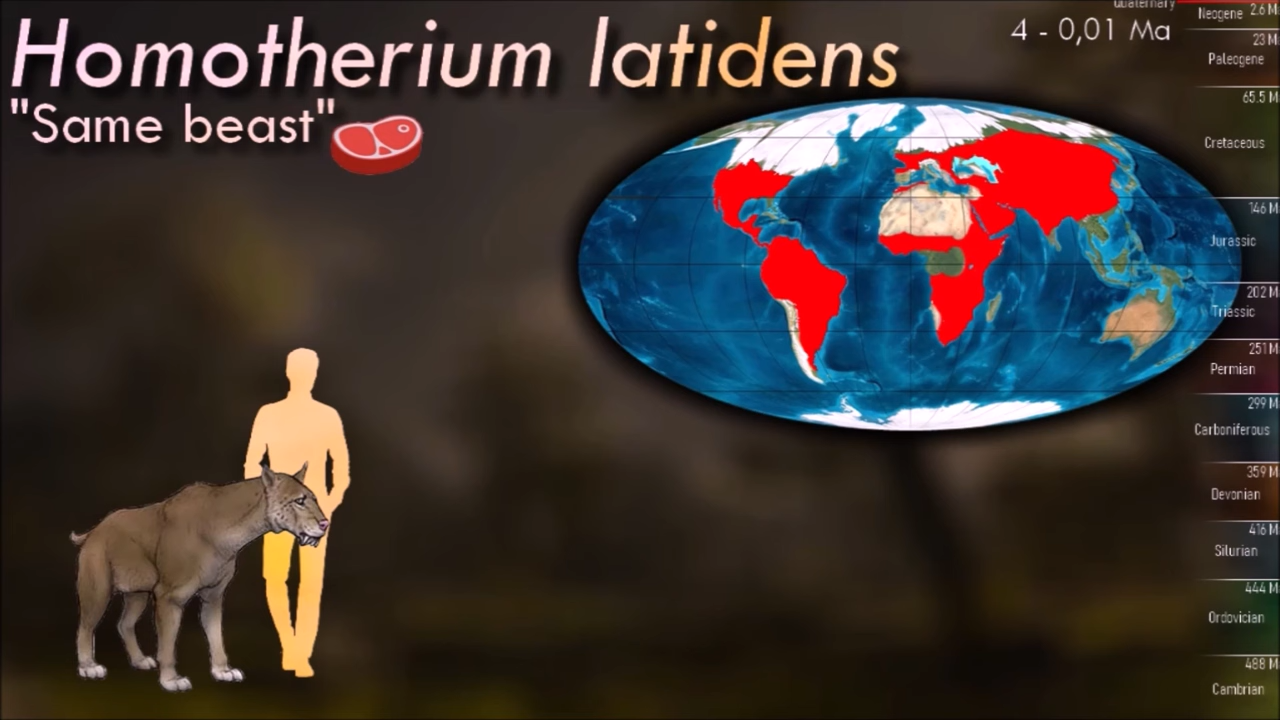 Homotherium latidens
"Same beast"
4 - 0,01 Ma
Quaternary
2.6 M
Neogene
23 M
Paleogene
65.5 M
Cretaceous
146 M
Jurassic
202 M
Triassic
251 M
Permian
299 M
Carboniferous
359 M
Devonian
416 M
Silurian
444 M
Ordovician
488 M
Cambrian